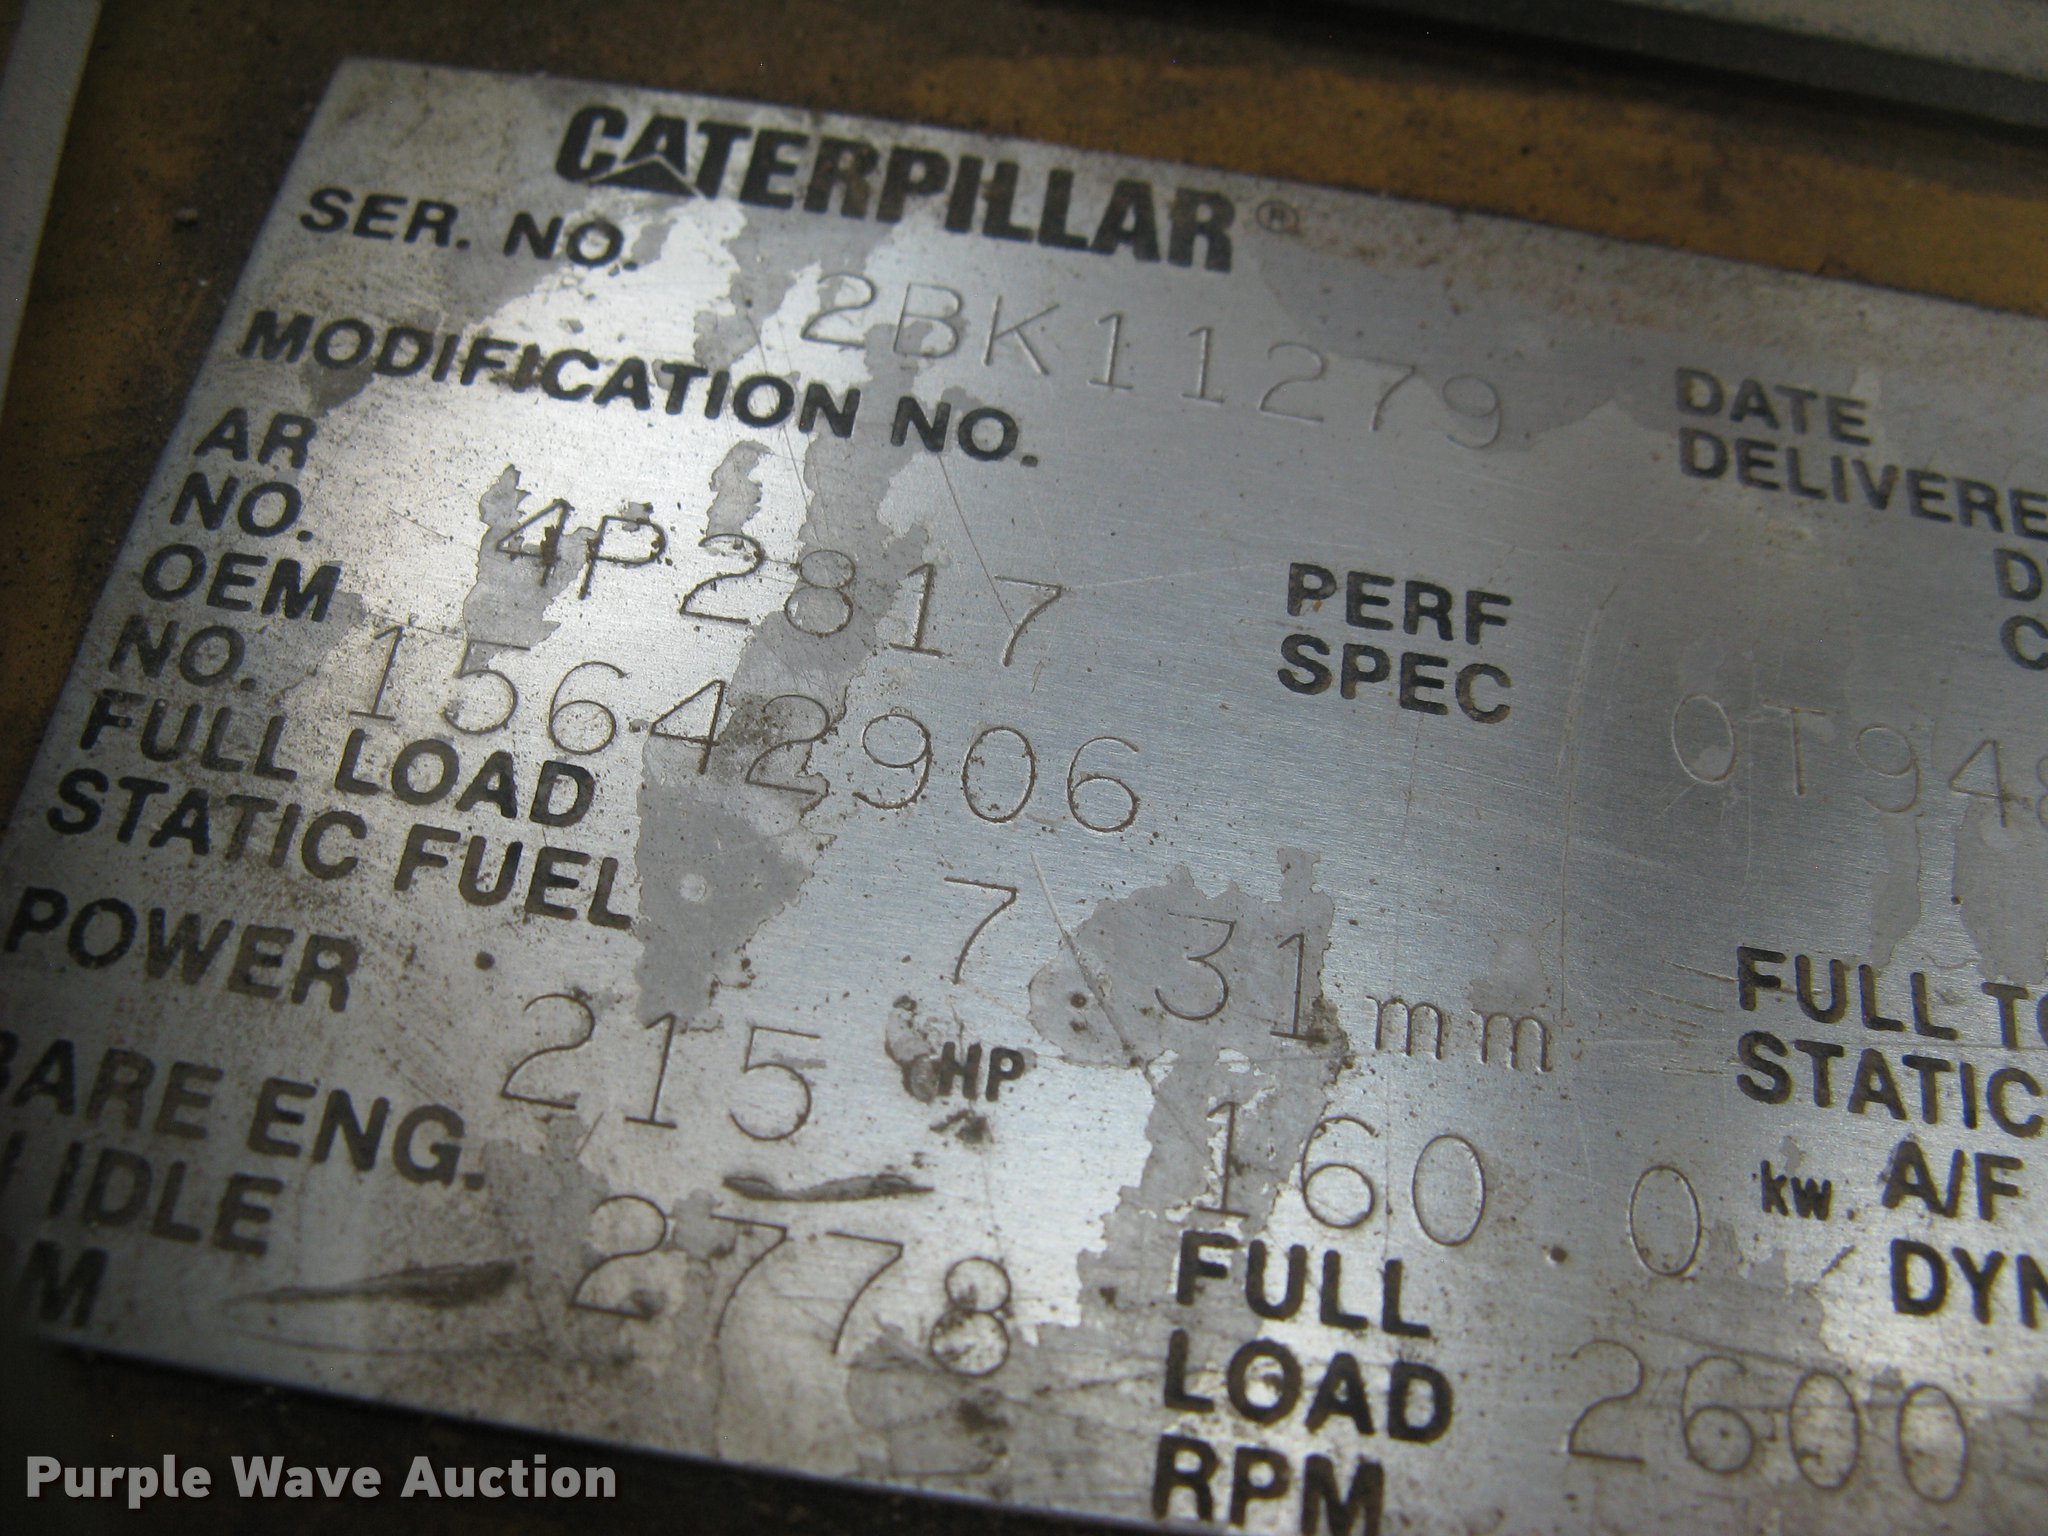 CATERPILLAR®
SER. NO. 2BK11279
DATE
DELIVERE
MODIFICATION NO.
AR
NO. 4P2817
PERF
SPEC 0T948
OEM
NO. 15642906
FULL LOAD
STATIC FUEL 7.31mm
FULL TO
STATIC
POWER 215 HP 160.0 kw.
A/F
DYN
BARE ENG.
IDLE 2778
M
FULL
LOAD
RPM 2600
Purple Wave Auction